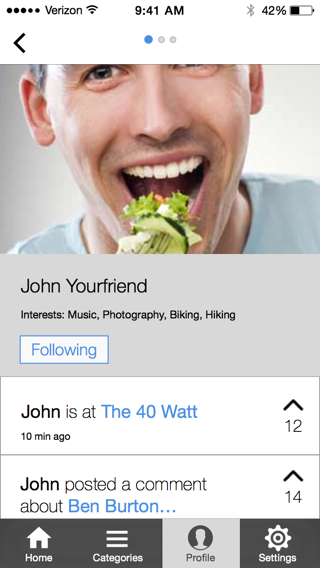 Verizon 9:41 AM 42%
John Yourfriend
Interests: Music, Photography, Biking, Hiking
Following
John is at The 40 Watt
12
10 min ago
John posted a comment
about Ben Burton...
14
Home Categories Profile Settings